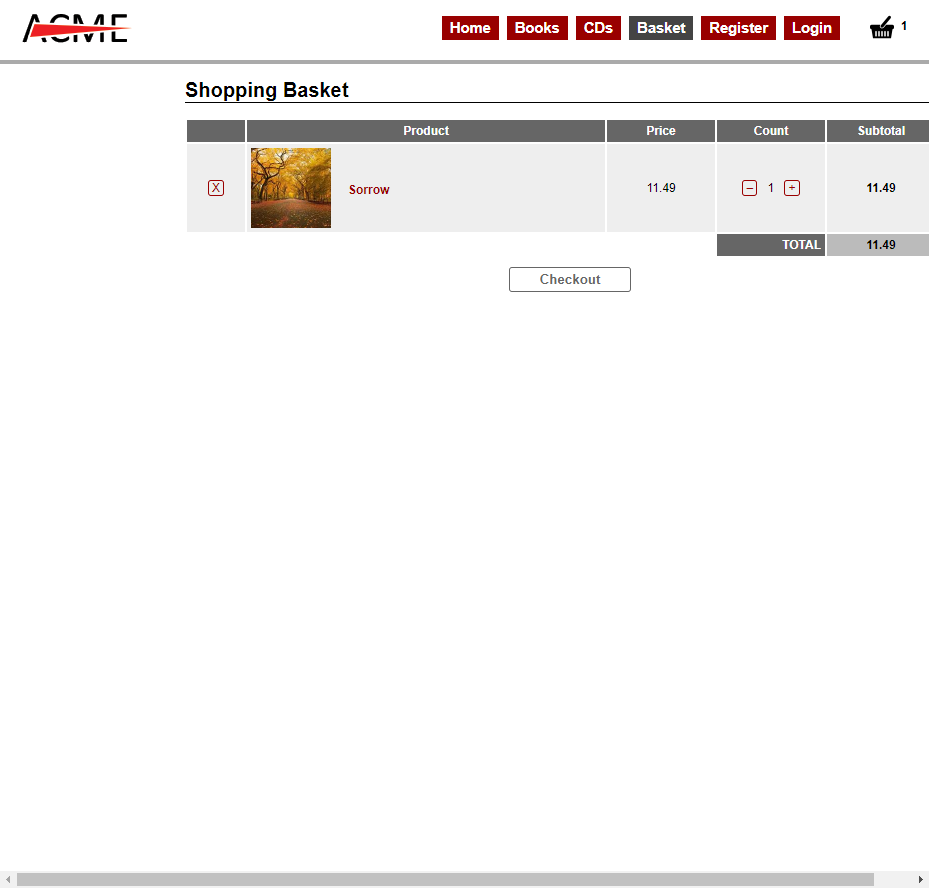 ACME
Home Books CDs Basket Register Login 1
Shopping Basket
Product Price Count Subtotal
X Sorrow 11.49 – 1 + 11.49
TOTAL 11.49
Checkout